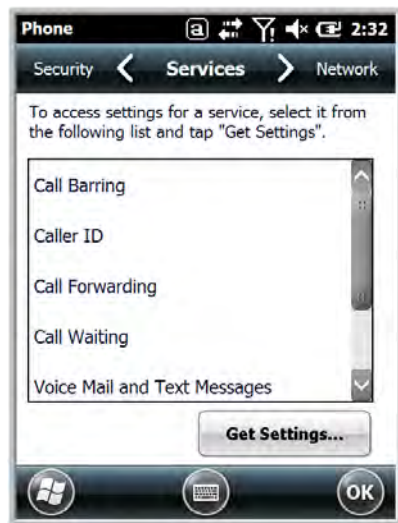 Phone a 2:32
Security Services Network
To access settings for a service, select it from
the following list and tap "Get Settings".
Call Barring
Caller ID
Call Forwarding
Call Waiting
Voice Mail and Text Messages
Get Settings...
OK